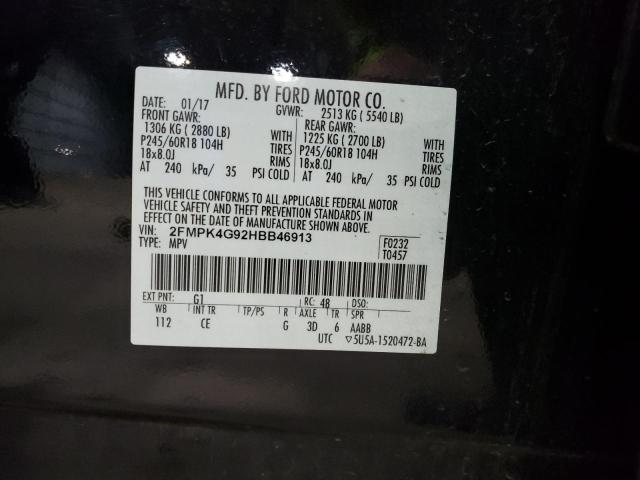 MFD. BY FORD MOTOR CO.
DATE: 01/17 GVWR: 2513 KG ( 5540 LB)
FRONT GAWR: REAR GAWR:
1306 KG ( 2880 LB) WITH 1225 KG ( 2700 LB) WITH
P245/60R18 104H TIRES P245/60R18 104H TIRES
18x8.0J RIMS 18x8.0J RIMS
AT 240 kPa/ 35 PSI COLD AT 240 kPa/ 35 PSI COLD
THIS VEHICLE CONFORMS TO ALL APPLICABLE FEDERAL MOTOR
VEHICLE SAFETY AND THEFT PREVENTION STANDARDS IN
EFFECT ON THE DATE OF MANUFACTURE SHOWN ABOVE.
VIN: 2FMPK4G92HBB46913
TYPE: MPV
F0232
T0457
EXT PNT: G1 RC: 48 DSO:
WB INT TR TP/PS R AXLE TR SPR
112 CE G 3D 6 AABB
UTC ▽5U5A-1520472-BA